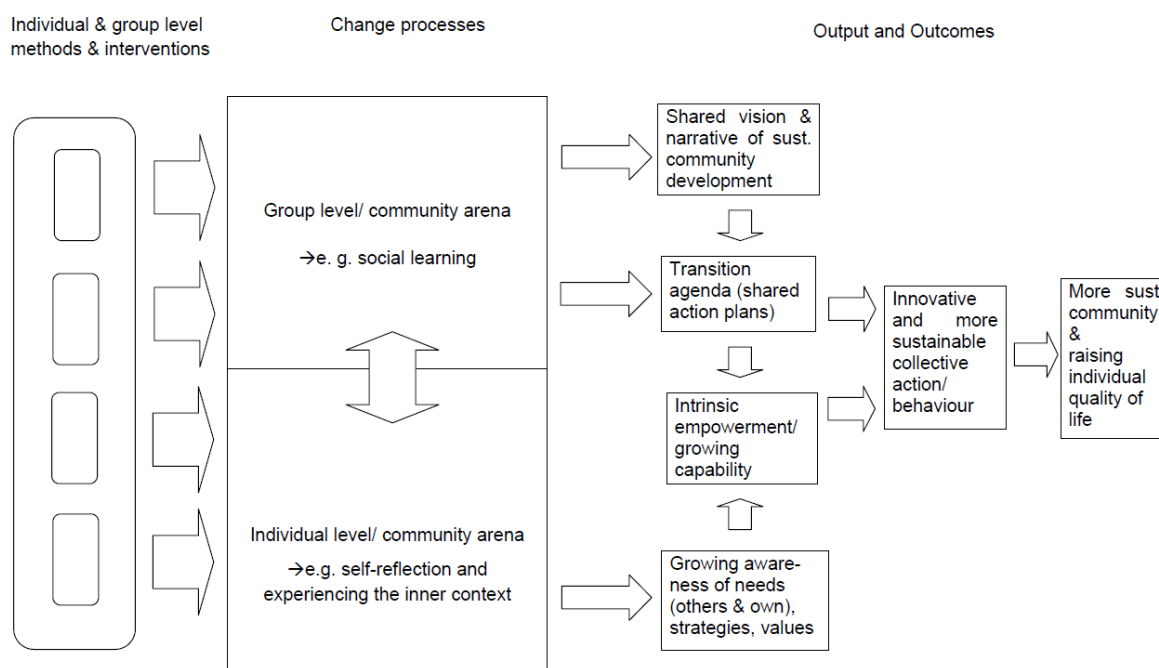 Individual & group level
methods & interventions
Change processes
Output and Outcomes
Group level/ community arena
→e. g. social learning
Individual level/ community arena
→e.g. self-reflection and
experiencing the inner context
Shared vision &
narrative of sust.
community
development
Transition
agenda (shared
action plans)
Intrinsic
empowerment/
growing
capability
Growing aware-
ness of needs
(others & own),
strategies, values
Innovative
and more
sustainable
collective
action/
behaviour
More sust
community
&
raising
individual
quality of
life